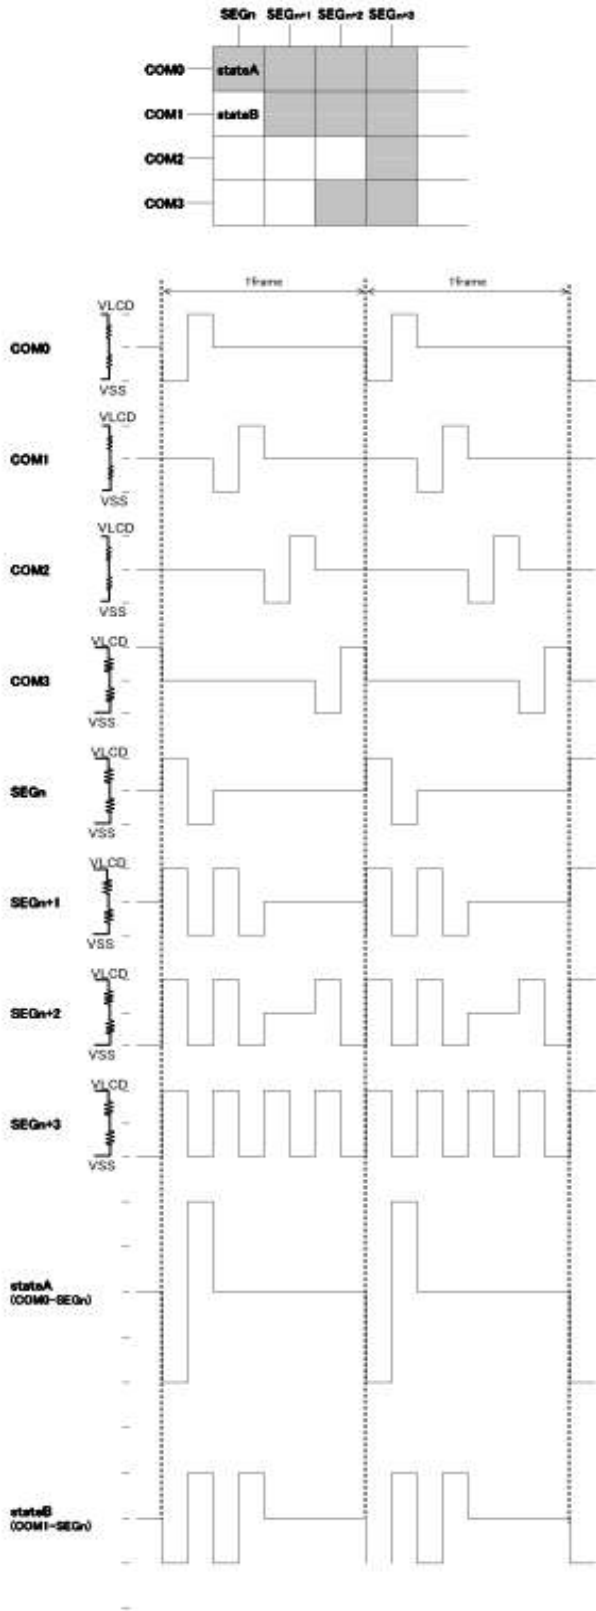 SEGn SEGn+1 SEGn+2 SEGn+3
COM0 stateA
COM1 stateB
COM2
COM3
1frame 1frame
VLCD
COM0
VSS
VLCD
COM1
VSS
VLCD
COM2
VSS
VLCD
COM3
VSS
VLCD
SEGn
VSS
VLCD
SEGn+1
VSS
VLCD
SEGn+2
VSS
VLCD
SEGn+3
VSS
stateA
(COM0-SEGn)
stateB
(COM1-SEGn)